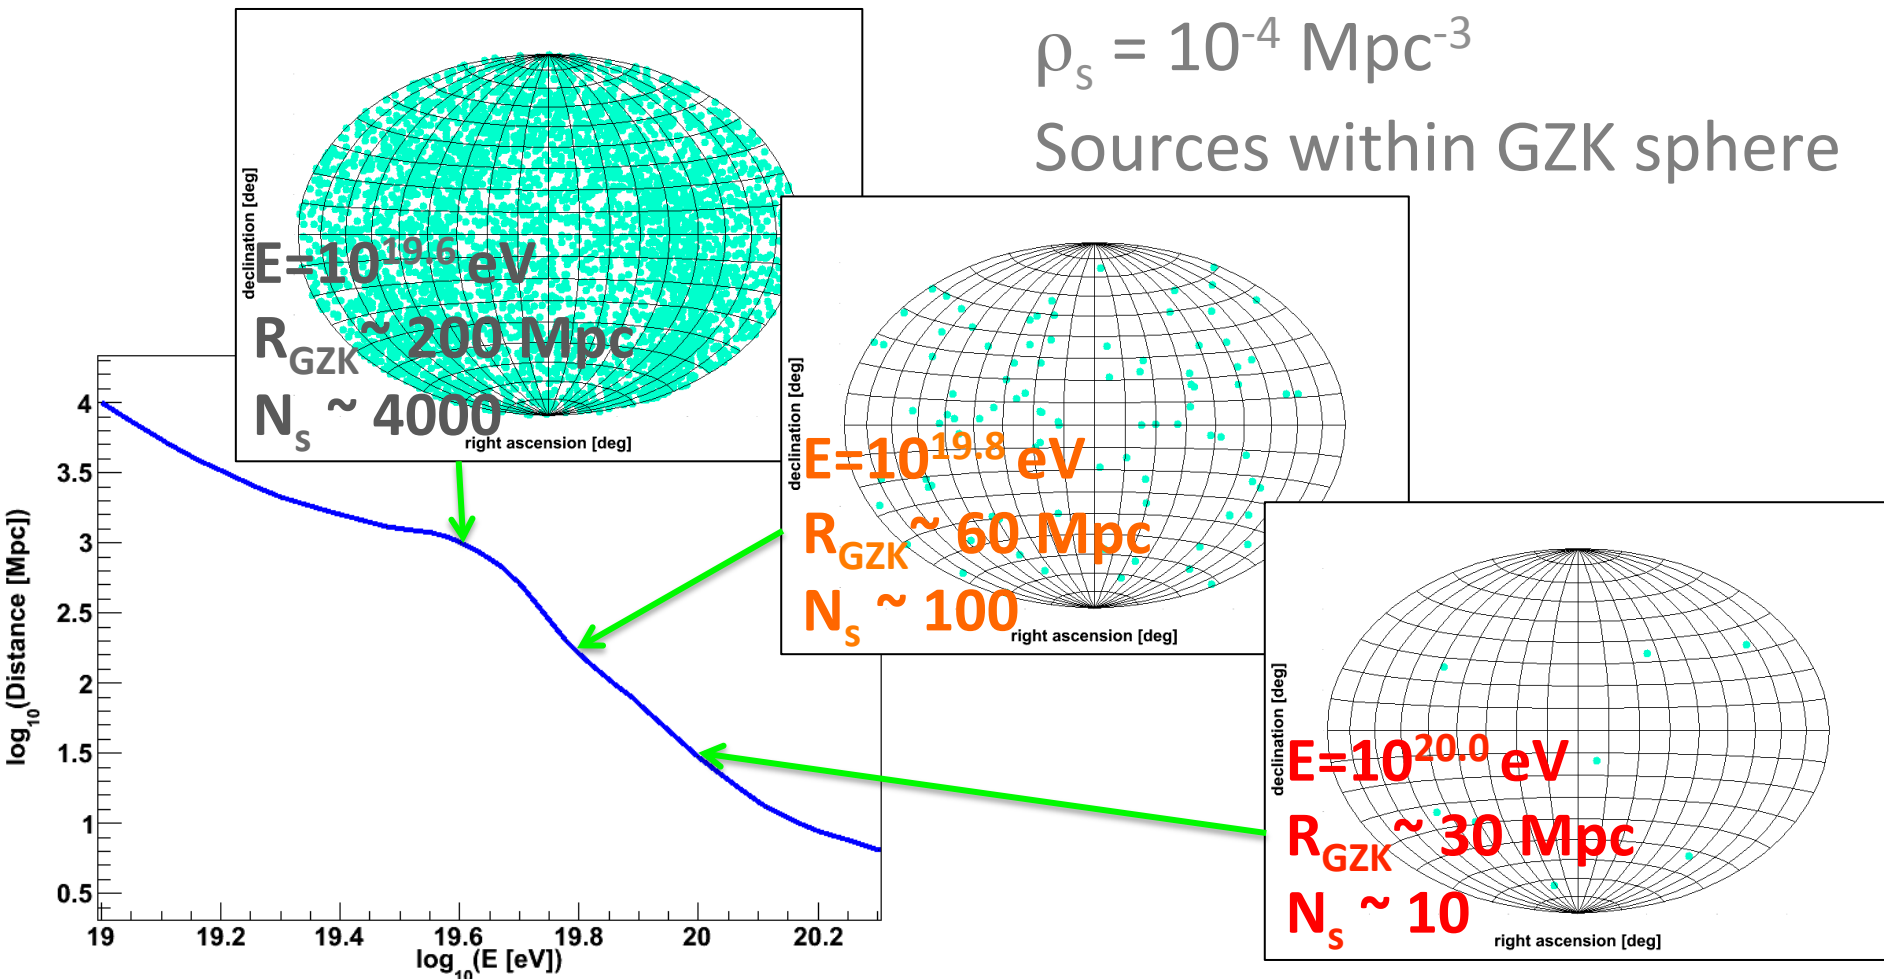 ρs = 10-4 Mpc-3
Sources within GZK sphere
declination [deg]
E=1019.6 eV
RGZK ~ 200 Mpc
Ns ~ 4000
right ascension [deg]
declination [deg]
E=1019.8 eV
RGZK ~ 60 Mpc
Ns ~ 100
right ascension [deg]
declination [deg]
E=1020.0 eV
RGZK ~ 30 Mpc
Ns ~ 10
right ascension [deg]
log10(Distance [Mpc])
4
3.5
3
2.5
2
1.5
1
0.5
19 19.2 19.4 19.6 19.8 20 20.2
log10(E [eV])